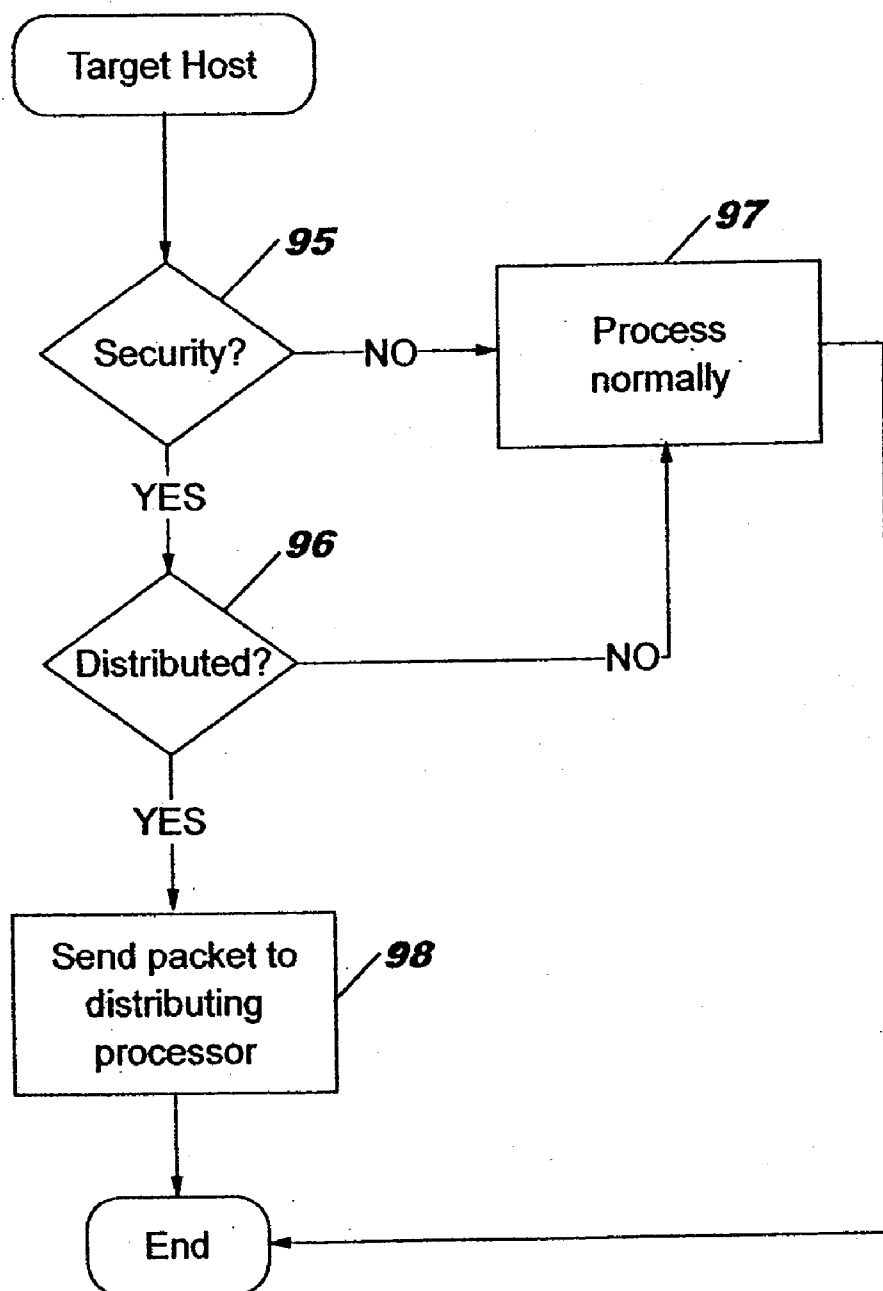 Target Host
95
97
Security?
NO
Process
normally
YES
96
Distributed?
NO
YES
Send packet to
distributing
processor
98
End